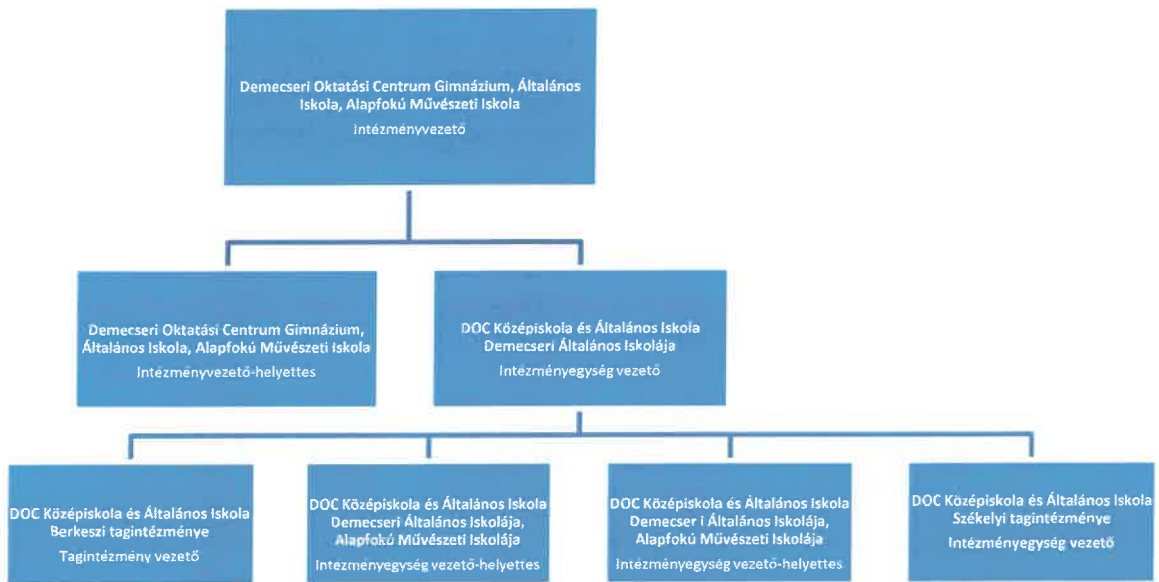 Demecseri Oktatási Centrum Gimnázium, Általános
Iskola, Alapfokú Művészeti Iskola
Intézményvezető
Demecseri Oktatási Centrum Gimnázium,
Általános Iskola, Alapfokú Művészeti Iskola
Intézményvezető-helyettes
DOC Középiskola és Általános Iskola
Demecseri Általános Iskolája
Intézményegység vezető
DOC Középiskola és Általános Iskola
Berkeszi tagintézménye
Tagintézmény vezető
DOC Középiskola és Általános Iskola
Demecseri Általános Iskolája,
Alapfokú Művészeti Iskolája
Intézményegység vezető-helyettes
DOC Középiskola és Általános Iskola
Demecser i Általános Iskolája,
Alapfokú Művészeti Iskolája
Intézményegység vezető-helyettes
DOC Középiskola és Általános Iskola
Székelyi tagintézménye
Intézményegység vezető